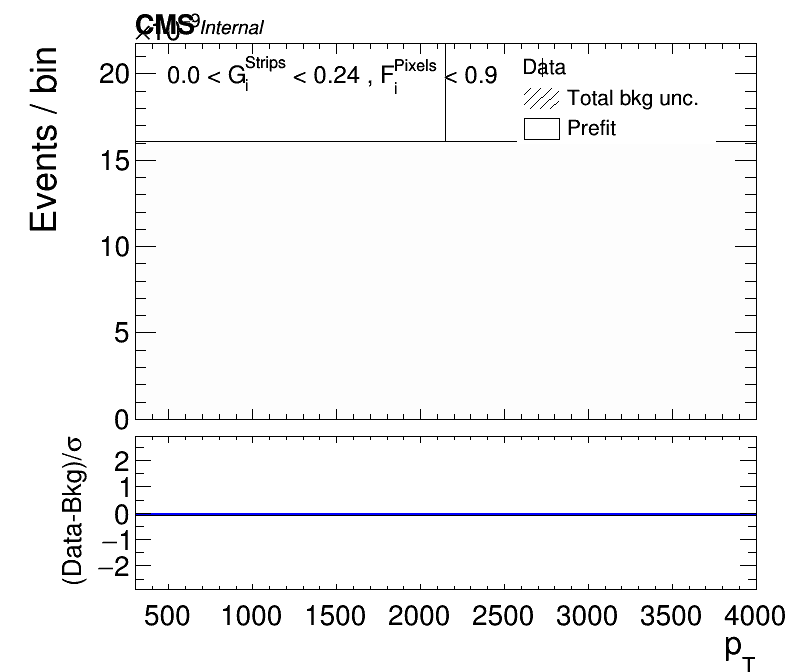 CMS Internal
×10⁻⁹
Events / bin
20
15
10
5
0
0.0 < G_i^Strips < 0.24 , F_i^Pixels < 0.9
Data
Total bkg unc.
Prefit
(Data-Bkg)/σ
2
1
0
−1
−2
500 1000 1500 2000 2500 3000 3500 4000
p_T